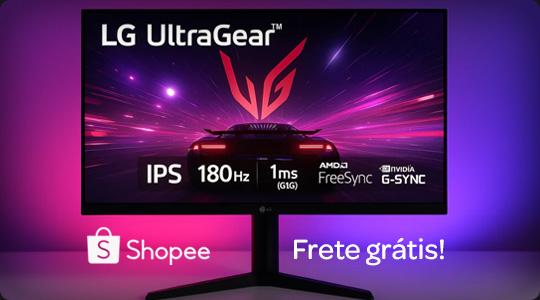 LG UltraGear™
IPS 180Hz 1ms AMD FreeSync NVIDIA G-SYNC
(G1G)
LG
Shopee Frete grátis!